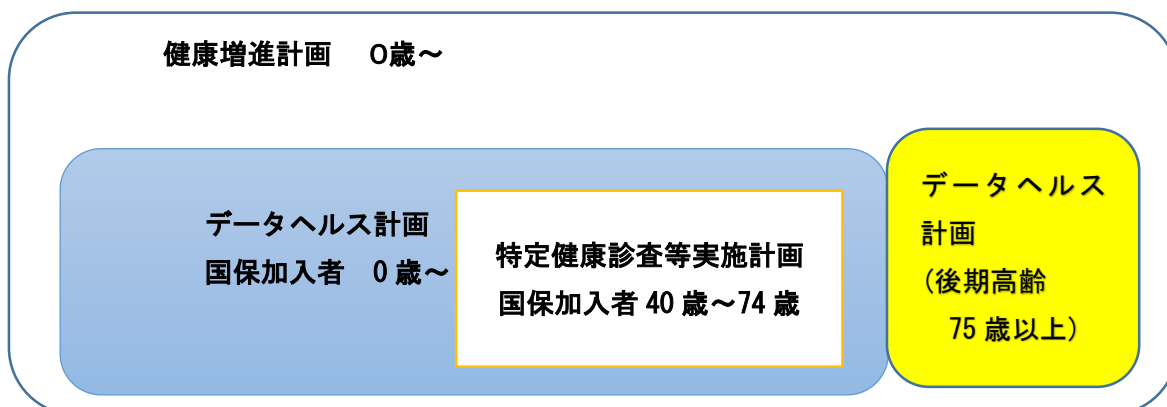 健康増進計画　0歳～
データヘルス計画
国保加入者　0歳～
特定健康診査等実施計画
国保加入者 40 歳～74 歳
データヘルス
計画
（後期高齢
75 歳以上）